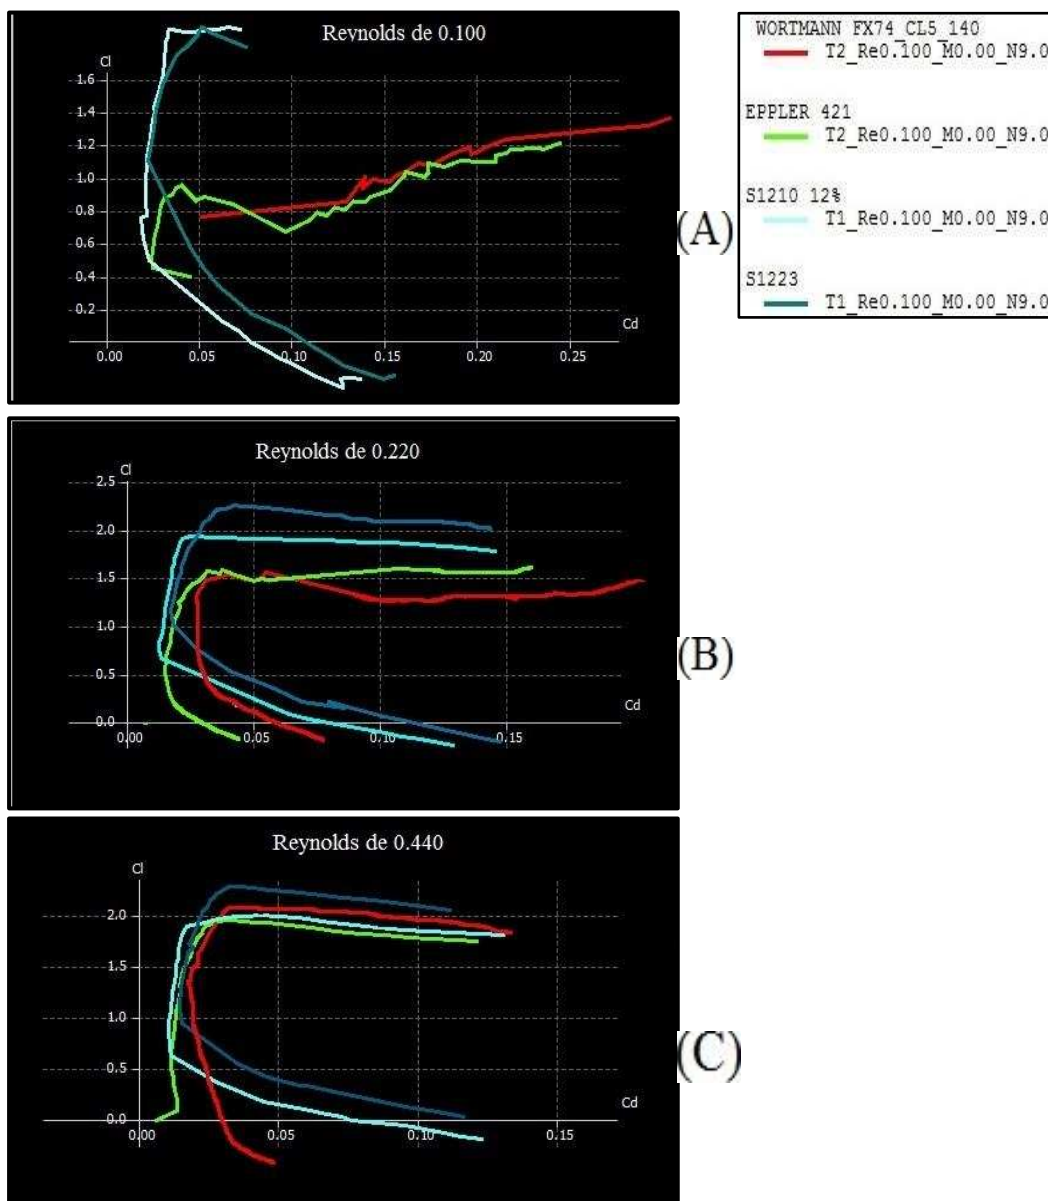 Reynolds de 0.100
Cl
1.6
1.4
1.2
1.0
0.8
0.6
0.4
0.2
Cd
0.00 0.05 0.10 0.15 0.20 0.25
(A)
WORTMANN FX74_CL5_140
T2_Re0.100_M0.00_N9.0
EPPLER 421
T2_Re0.100_M0.00_N9.0
S1210 12%
T1_Re0.100_M0.00_N9.0
S1223
T1_Re0.100_M0.00_N9.0
Reynolds de 0.220
Cl
2.5
2.0
1.5
1.0
0.5
0.0
0.00 0.05 0.10 0.15
(B)
Reynolds de 0.440
Cl
2.0
1.5
1.0
0.5
0.0
Cd
0.00 0.05 0.10 0.15
(C)